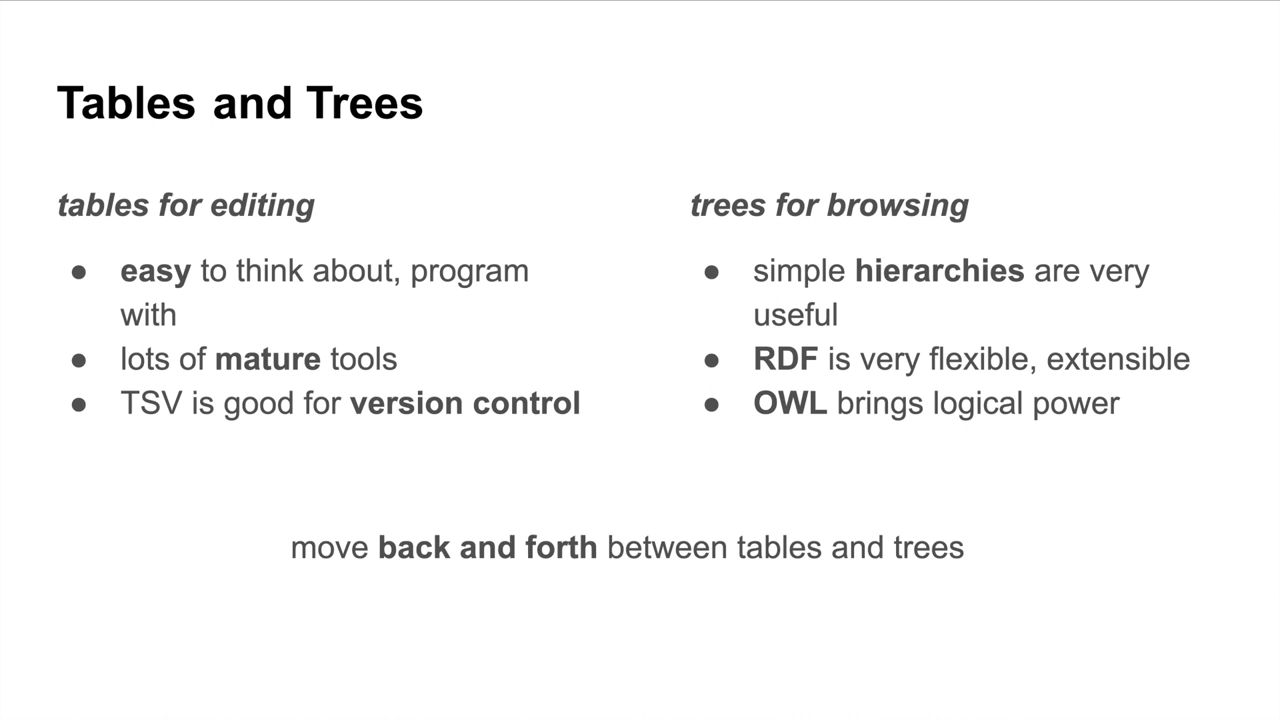 Tables and Trees
tables for editing
● easy to think about, program
with
● lots of mature tools
● TSV is good for version control
trees for browsing
● simple hierarchies are very
useful
● RDF is very flexible, extensible
● OWL brings logical power
move back and forth between tables and trees